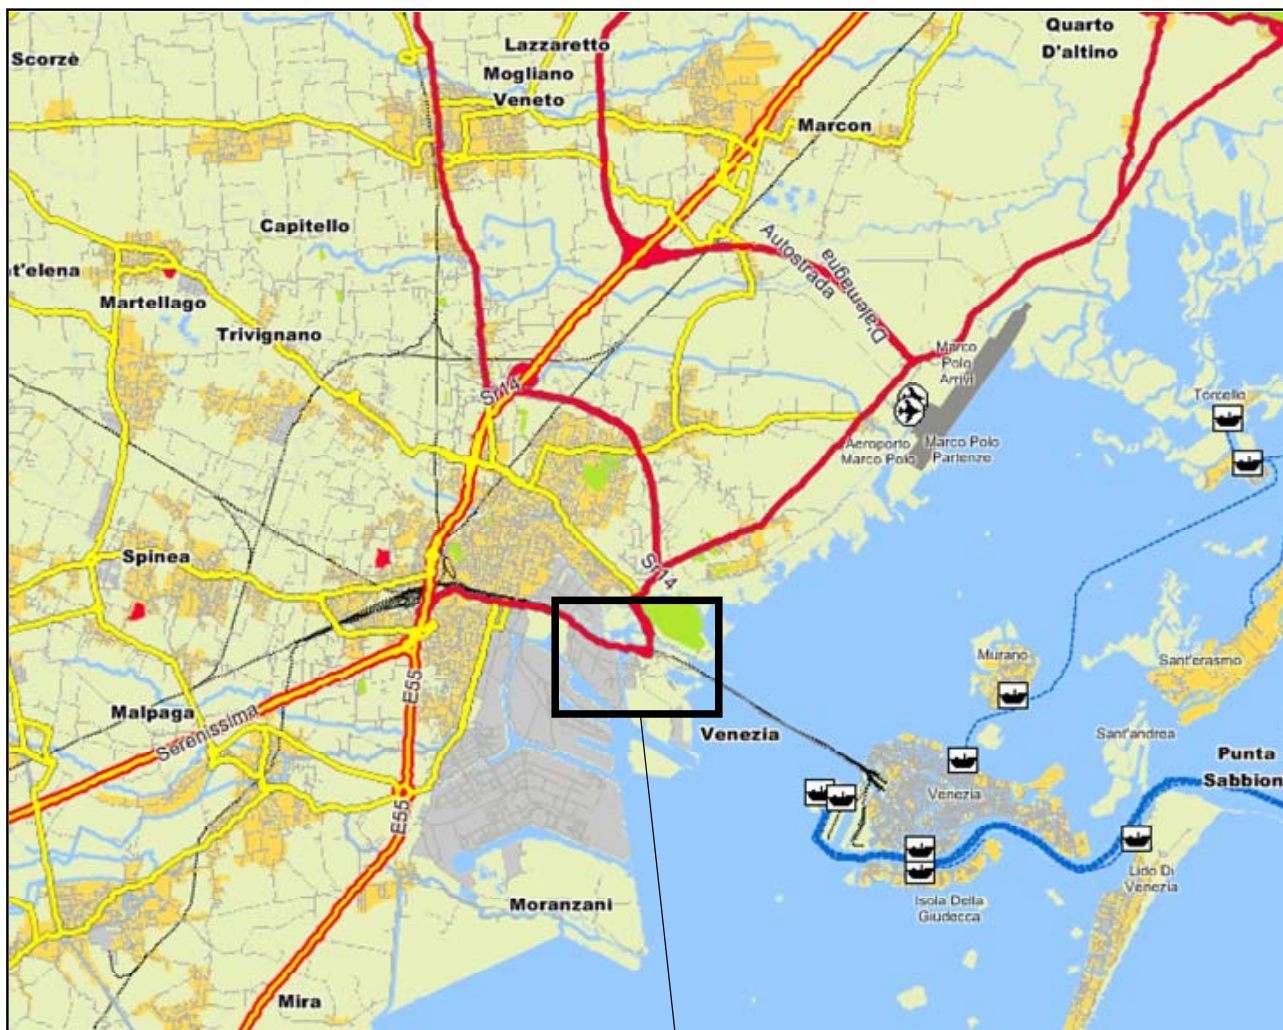 Quarto
D'altino
Scorzè
Lazzaretto
Mogliano
Veneto
Marcon
Capitello
nt'elena
Martellago
Trivignano
Autostrada
D'alemagna
Marco
Polo
Arrivi
Sr14
Torcello
Aeroporto
Marco Polo
Marco Polo
Partenze
Spinea
Sr14
Murano
Sant'erasmo
E55
Malpaga
Serenissima
Venezia
Sant'andrea
Punta
Sabbion
Venezia
E55
Lido Di
Venezia
Isola Della
Giudecca
Moranzani
Mira